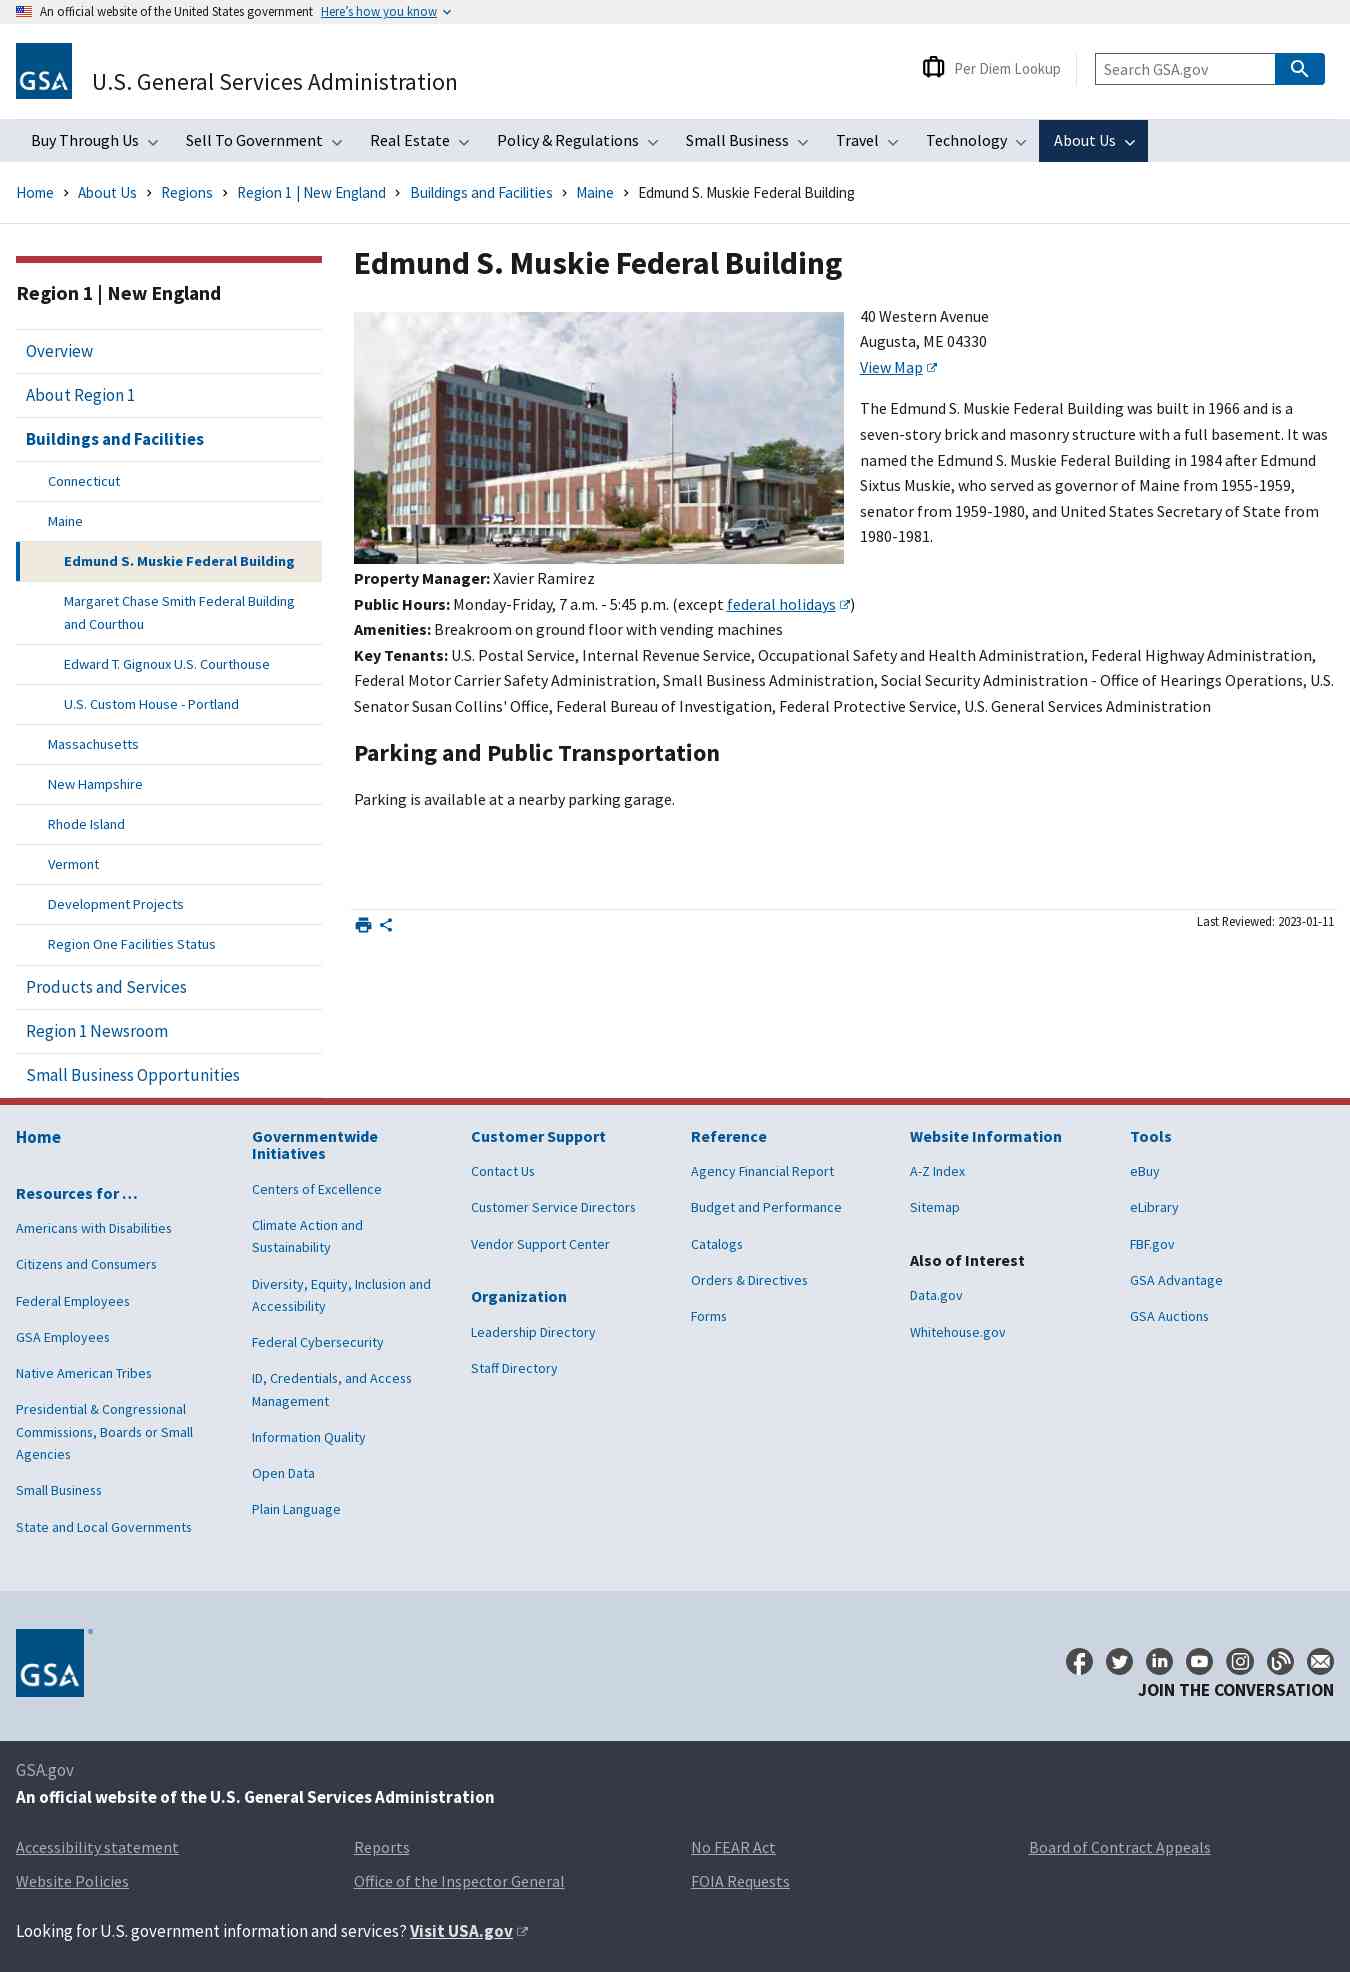 An official website of the United States government Here's how you know
GSA
U.S. General Services Administration
Per Diem Lookup
Search GSA.gov
Buy Through Us
Sell To Government
Real Estate
Policy & Regulations
Small Business
Travel
Technology
About Us
Home > About Us > Regions > Region 1 | New England > Buildings and Facilities > Maine > Edmund S. Muskie Federal Building
Region 1 | New England
Overview
About Region 1
Buildings and Facilities
Connecticut
Maine
Edmund S. Muskie Federal Building
Margaret Chase Smith Federal Building
and Courthou
Edward T. Gignoux U.S. Courthouse
U.S. Custom House - Portland
Massachusetts
New Hampshire
Rhode Island
Vermont
Development Projects
Region One Facilities Status
Products and Services
Region 1 Newsroom
Small Business Opportunities
Edmund S. Muskie Federal Building
40 Western Avenue
Augusta, ME 04330
View Map
The Edmund S. Muskie Federal Building was built in 1966 and is a
seven-story brick and masonry structure with a full basement. It was
named the Edmund S. Muskie Federal Building in 1984 after Edmund
Sixtus Muskie, who served as governor of Maine from 1955-1959,
senator from 1959-1980, and United States Secretary of State from
1980-1981.
Property Manager: Xavier Ramirez
Public Hours: Monday-Friday, 7 a.m. - 5:45 p.m. (except federal holidays)
Amenities: Breakroom on ground floor with vending machines
Key Tenants: U.S. Postal Service, Internal Revenue Service, Occupational Safety and Health Administration, Federal Highway Administration,
Federal Motor Carrier Safety Administration, Small Business Administration, Social Security Administration - Office of Hearings Operations, U.S.
Senator Susan Collins' Office, Federal Bureau of Investigation, Federal Protective Service, U.S. General Services Administration
Parking and Public Transportation
Parking is available at a nearby parking garage.
Last Reviewed: 2023-01-11
Home
Resources for …
Americans with Disabilities
Citizens and Consumers
Federal Employees
GSA Employees
Native American Tribes
Presidential & Congressional
Commissions, Boards or Small
Agencies
Small Business
State and Local Governments
Governmentwide
Initiatives
Centers of Excellence
Climate Action and
Sustainability
Diversity, Equity, Inclusion and
Accessibility
Federal Cybersecurity
ID, Credentials, and Access
Management
Information Quality
Open Data
Plain Language
Customer Support
Contact Us
Customer Service Directors
Vendor Support Center
Organization
Leadership Directory
Staff Directory
Reference
Agency Financial Report
Budget and Performance
Catalogs
Orders & Directives
Forms
Website Information
A-Z Index
Sitemap
Also of Interest
Data.gov
Whitehouse.gov
Tools
eBuy
eLibrary
FBF.gov
GSA Advantage
GSA Auctions
GSA
JOIN THE CONVERSATION
GSA.gov
An official website of the U.S. General Services Administration
Accessibility statement
Reports
No FEAR Act
Board of Contract Appeals
Website Policies
Office of the Inspector General
FOIA Requests
Looking for U.S. government information and services? Visit USA.gov